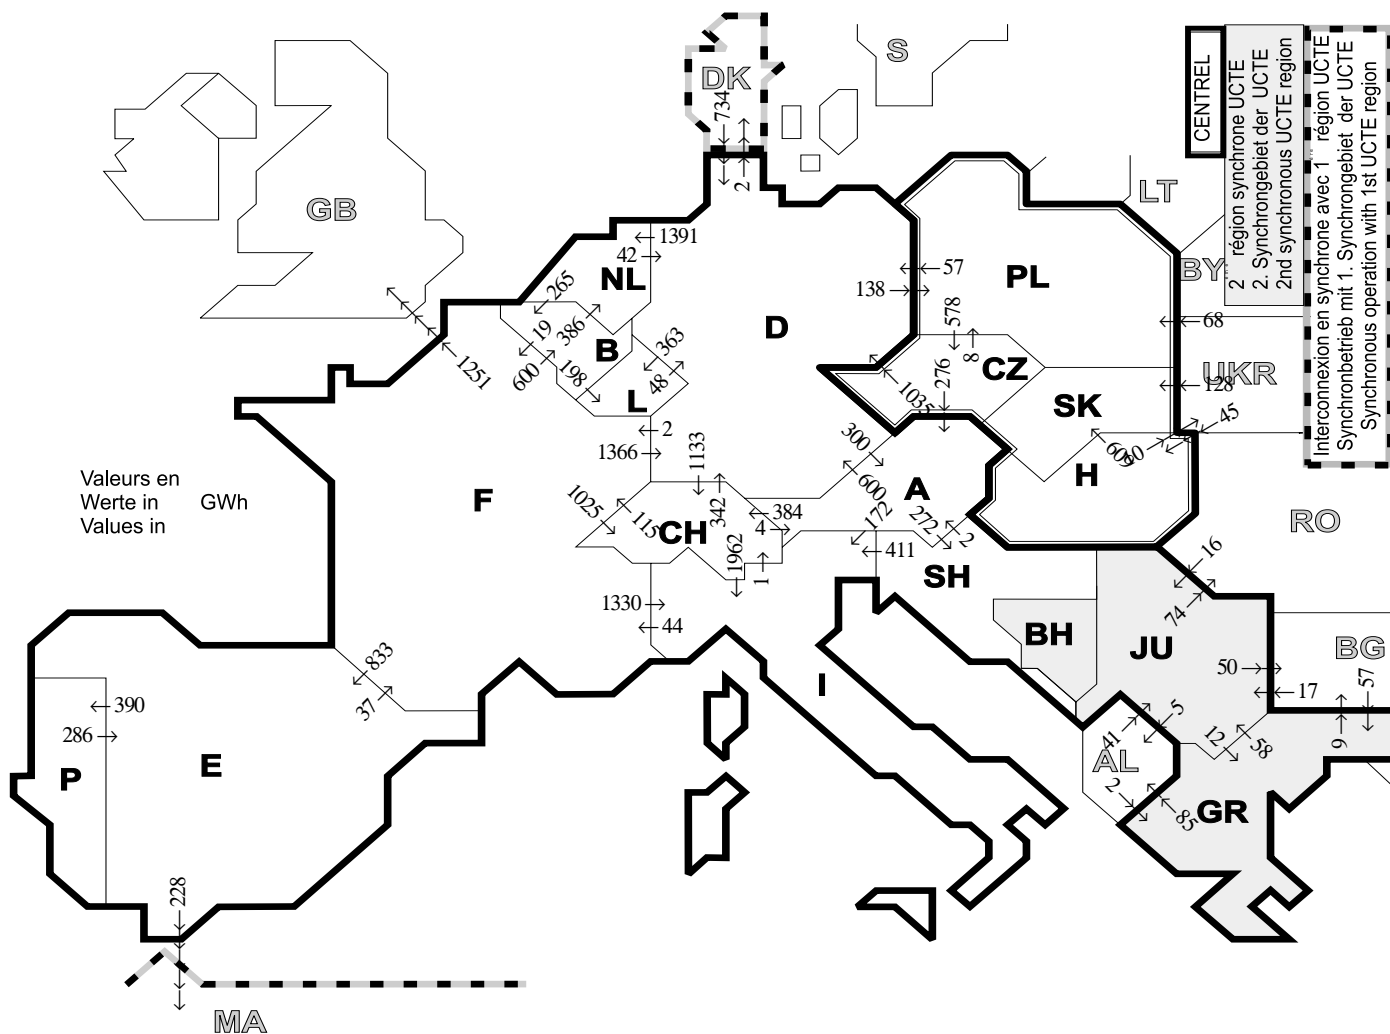 DK
S
GB
LT
BY
UKR
RO
BG
AL
MA
NL
B
L
D
PL
CZ
SK
H
A
CH
F
SH
BH
JU
GR
I
E
P
CENTREL
2 région synchrone UCTE
2. Synchrongebiet der UCTE
2nd synchronous UCTE region
Interconnexion en synchrone avec 1 région UCTE
Synchronbetrieb mit 1. Synchrongebiet der UCTE
Synchronous operation with 1st UCTE region
Valeurs en
Werte in GWh
Values in
734
2
1391
42
265
19
386
600
198
363
48
1251
57
138
578
8
276
1035
68
128
45
609
2
1366
1133
342
300
600
384
4
172
411
272
2
1025
115
1962
1
1330
44
833
37
390
286
228
16
74
50
17
57
9
41
5
12
58
2
85